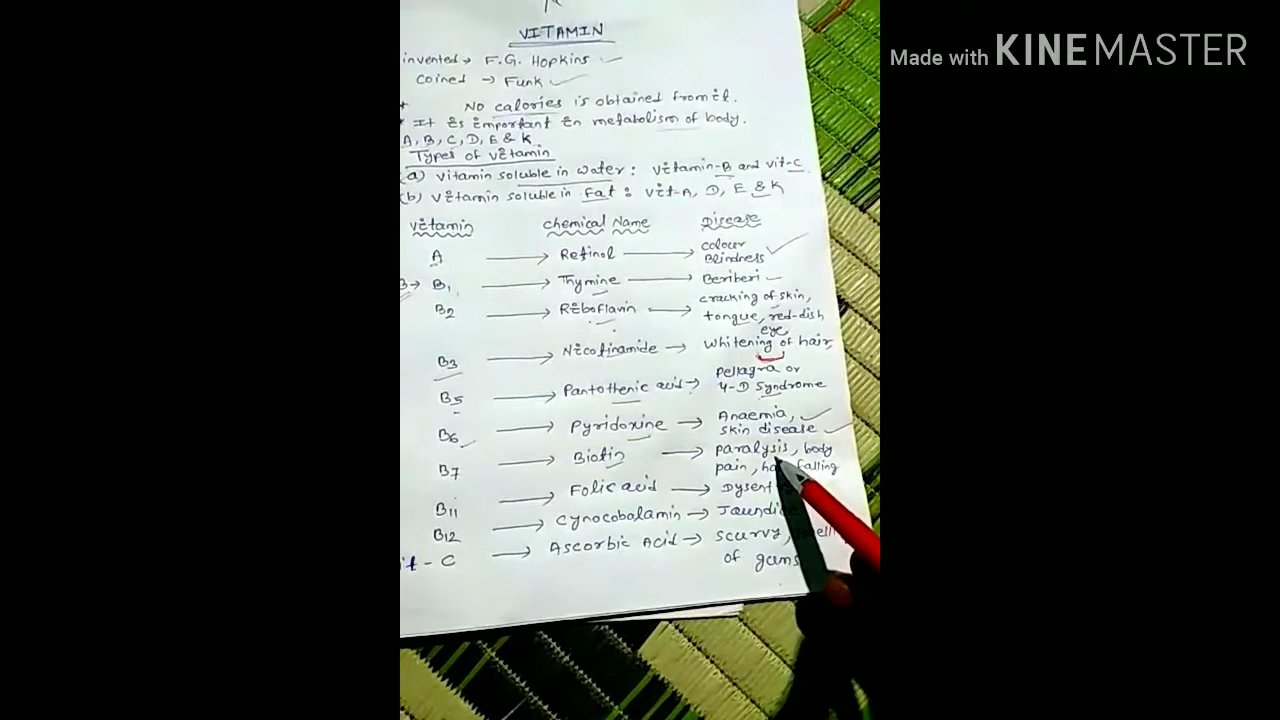 VITAMIN
Made with KINEMASTER
invented → F.G. Hopkins
coined → Funk
No calories is obtained from it.
* It is important in metabolism of body.
A, B, C, D, E & K
Types of vitamin
(a) vitamin soluble in water : vitamin-B and vit-C
(b) vitamin soluble in Fat : vit-A, D, E & K
vitamin Chemical Name Disease
A → Retinol → colour Blindness
B → B1 → Thymine → Beriberi
B2 → Riboflavin → cracking of skin, tongue, red-dish eye
B3 → Nicotinamide → whitening of hair,
B5 → Pantothenic acid → Pellagra or 4-D Syndrome
B6 → Pyridoxine → Anaemia, skin disease
B7 → Biotin → paralysis, body pain, falling
B11 → Folic acid → Dysent
B12 → Cynocobalamin → Jaundice
C → Ascorbic Acid → scurvy, of gums